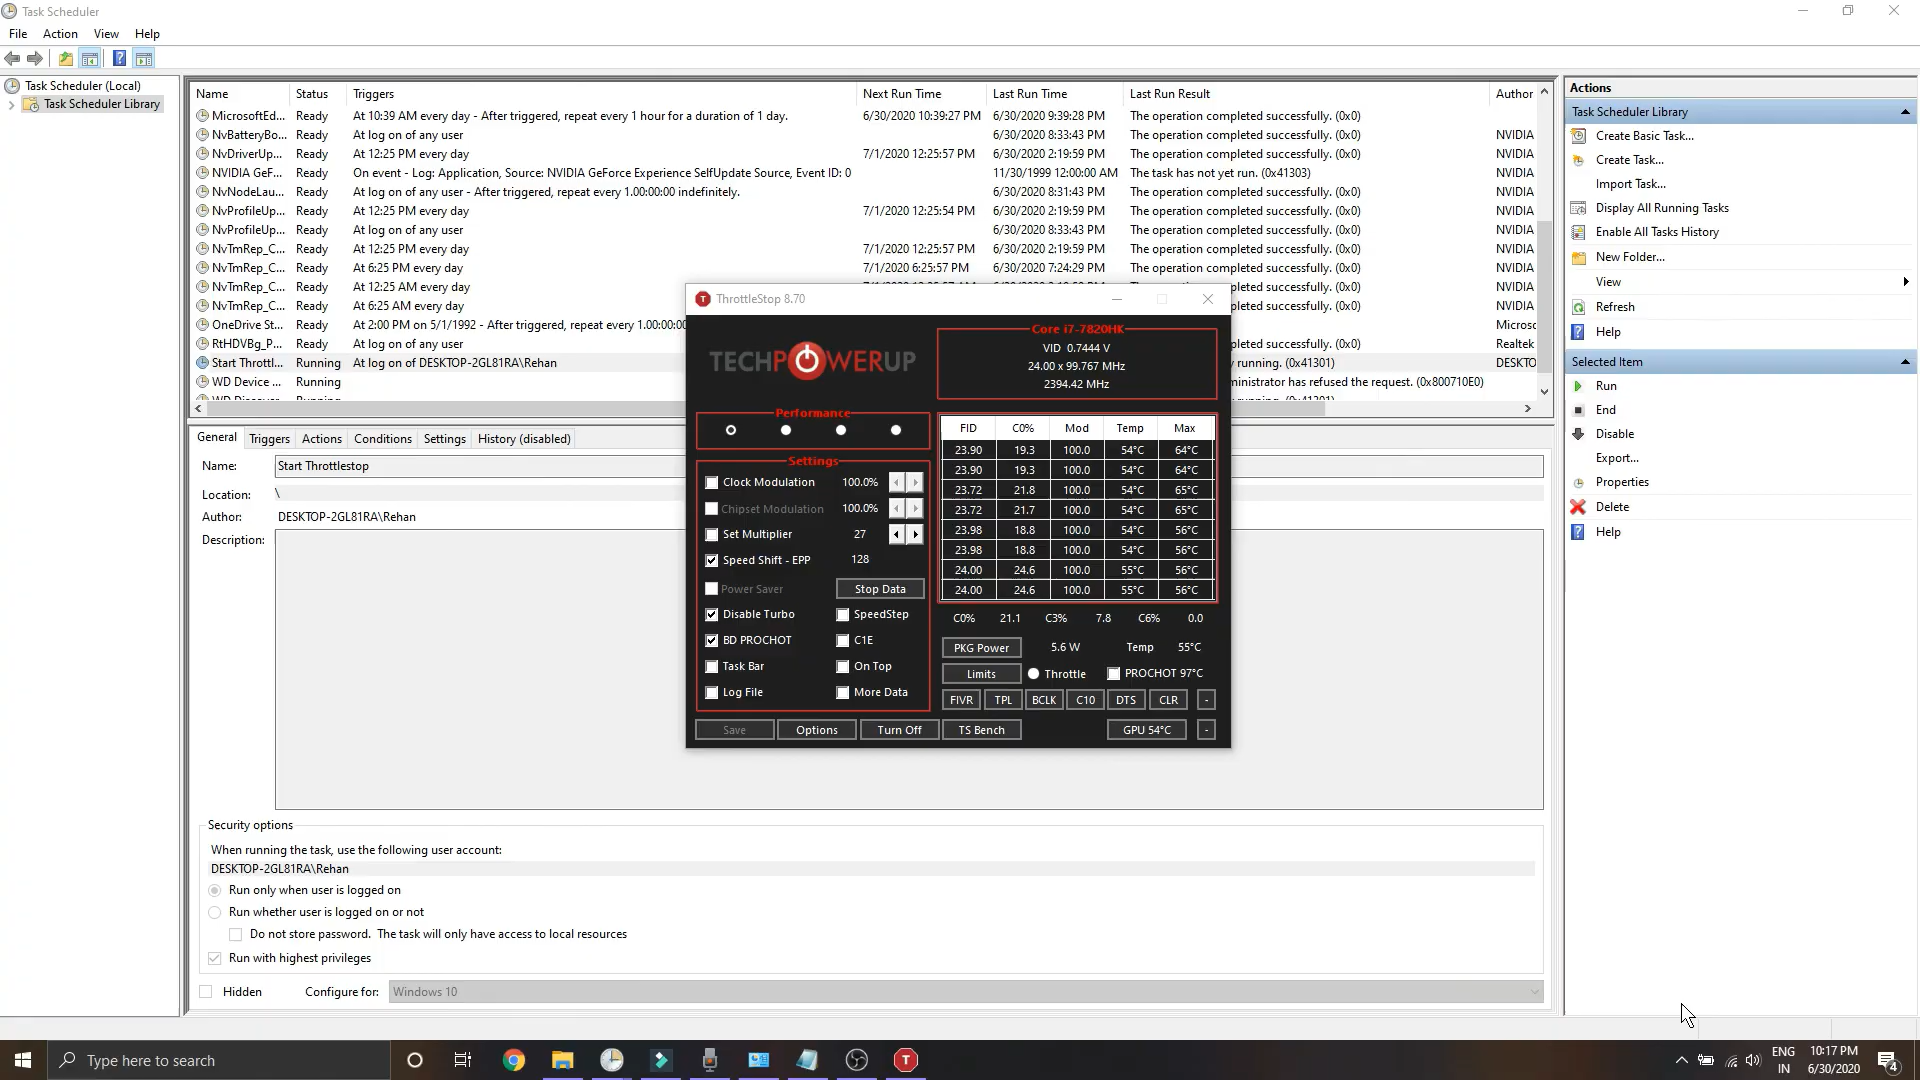 Task Scheduler
File Action View Help
Task Scheduler (Local)
Task Scheduler Library
Name Status Triggers Next Run Time Last Run Time Last Run Result Author
MicrosoftEd... Ready At 10:39 AM every day - After triggered, repeat every 1 hour for a duration of 1 day. 6/30/2020 10:39:27 PM 6/30/2020 9:39:28 PM The operation completed successfully. (0x0)
NvBatteryBo... Ready At log on of any user 6/30/2020 8:33:43 PM The operation completed successfully. (0x0) NVIDIA
NvDriverUp... Ready At 12:25 PM every day 7/1/2020 12:25:57 PM 6/30/2020 2:19:59 PM The operation completed successfully. (0x0) NVIDIA
NVIDIA GeF... Ready On event - Log: Application, Source: NVIDIA GeForce Experience SelfUpdate Source, Event ID: 0 11/30/1999 12:00:00 AM The task has not yet run. (0x41303) NVIDIA
NvNodeLau... Ready At log on of any user - After triggered, repeat every 1.00:00:00 indefinitely. 6/30/2020 8:31:43 PM The operation completed successfully. (0x0) NVIDIA
NvProfileUp... Ready At 12:25 PM every day 7/1/2020 12:25:54 PM 6/30/2020 2:19:59 PM The operation completed successfully. (0x0) NVIDIA
NvProfileUp... Ready At log on of any user 6/30/2020 8:33:43 PM The operation completed successfully. (0x0) NVIDIA
NvTmRep_C... Ready At 12:25 PM every day 7/1/2020 12:25:57 PM 6/30/2020 2:19:59 PM The operation completed successfully. (0x0) NVIDIA
NvTmRep_C... Ready At 6:25 PM every day 7/1/2020 6:25:57 PM 6/30/2020 7:24:29 PM The operation completed successfully. (0x0) NVIDIA
NvTmRep_C... Ready At 12:25 AM every day NVIDIA
NvTmRep_C... Ready At 6:25 AM every day successfully. (0x0) NVIDIA
OneDrive St... Ready At 2:00 PM on 5/1/1992 - After triggered, repeat every 1.00:00:00 Microsc
RtHDVBg_P... Ready At log on of any user successfully. (0x0) Realtek
Start Throttl... Running At log on of DESKTOP-2GL81RA\Rehan y running. (0x41301) DESKTO
WD Device ... Running ministrator has refused the request. (0x800710E0)
General Triggers Actions Conditions Settings History (disabled)
Name: Start Throttlestop
Location: \
Author: DESKTOP-2GL81RA\Rehan
Description:
Security options
When running the task, use the following user account:
DESKTOP-2GL81RA\Rehan
Run only when user is logged on
Run whether user is logged on or not
Do not store password. The task will only have access to local resources
Run with highest privileges
Hidden Configure for: Windows 10
ThrottleStop 8.70
TECHPOWERUP
Core i7-7820HK
VID 0.7444 V
24.00 x 99.767 MHz
2394.42 MHz
Performance
Settings
Clock Modulation 100.0%
Chipset Modulation 100.0%
Set Multiplier 27
Speed Shift - EPP 128
Power Saver Stop Data
Disable Turbo SpeedStep
BD PROCHOT C1E
Task Bar On Top
Log File More Data
Save Options Turn Off TS Bench GPU 54°C -
FID C0% Mod Temp Max
23.90 19.3 100.0 54°C 64°C
23.90 19.3 100.0 54°C 64°C
23.72 21.8 100.0 54°C 65°C
23.72 21.7 100.0 54°C 65°C
23.98 18.8 100.0 54°C 56°C
23.98 18.8 100.0 54°C 56°C
24.00 24.6 100.0 55°C 56°C
24.00 24.6 100.0 55°C 56°C
C0% 21.1 C3% 7.8 C6% 0.0
PKG Power 5.6 W Temp 55°C
Limits Throttle PROCHOT 97°C
FIVR TPL BCLK C10 DTS CLR -
Actions
Task Scheduler Library
Create Basic Task...
Create Task...
Import Task...
Display All Running Tasks
Enable All Tasks History
New Folder...
View
Refresh
Help
Selected Item
Run
End
Disable
Export...
Properties
Delete
Help
Type here to search
ENG
IN
10:17 PM
6/30/2020
4